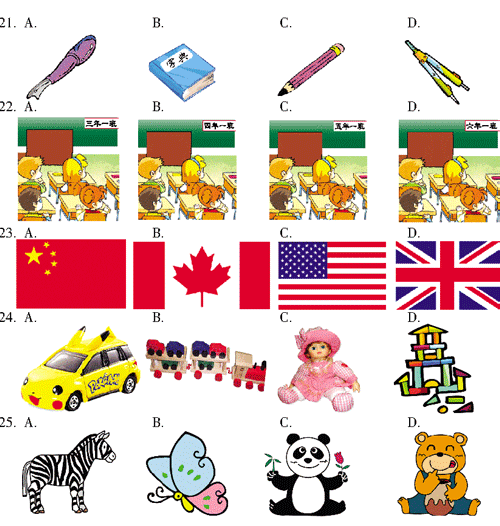 21. A. B. C. D.
字典
22. A. B. C. D.
三年一班 四年一班 五年一班 六年一班
23. A. B. C. D.
24. A. B. C. D.
POKéMON
25. A. B. C. D.